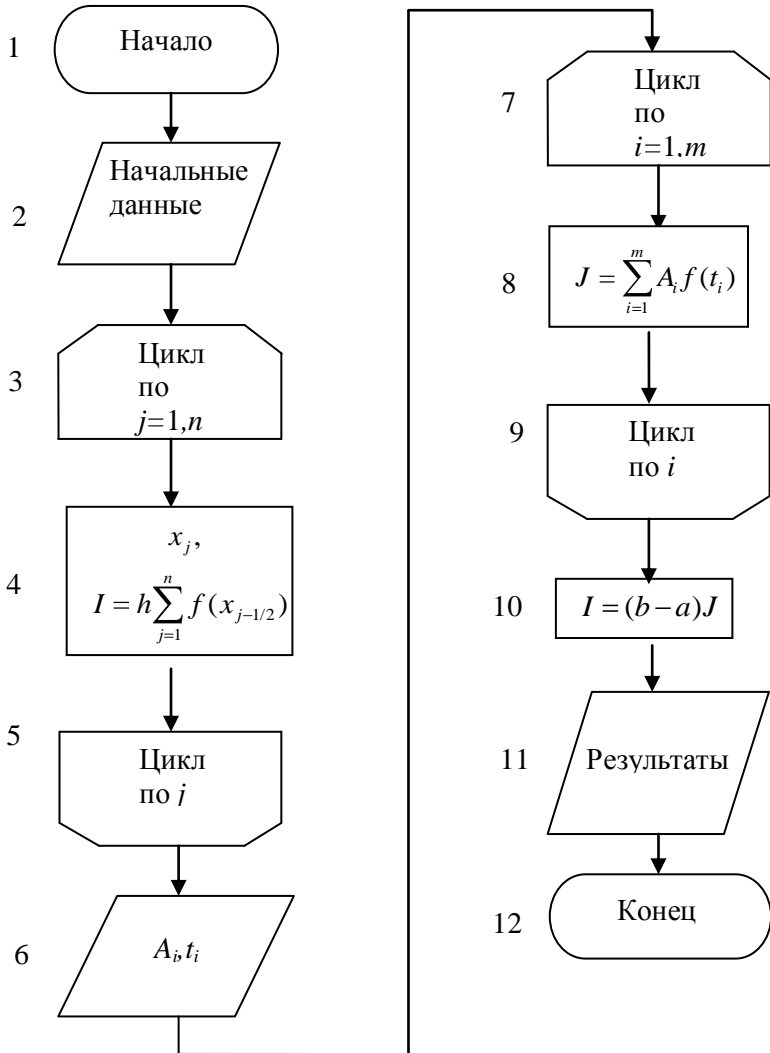 1
Начало
2
Начальные
данные
3
Цикл
по
j=1,n
4
x_j,
I = h∑_{j=1}^{n} f(x_{j−1/2})
5
Цикл
по j
6
A_i,t_i
7
Цикл
по
i=1,m
8
J = ∑_{i=1}^{m} A_i f(t_i)
9
Цикл
по i
10
I = (b − a)J
11
Результаты
12
Конец